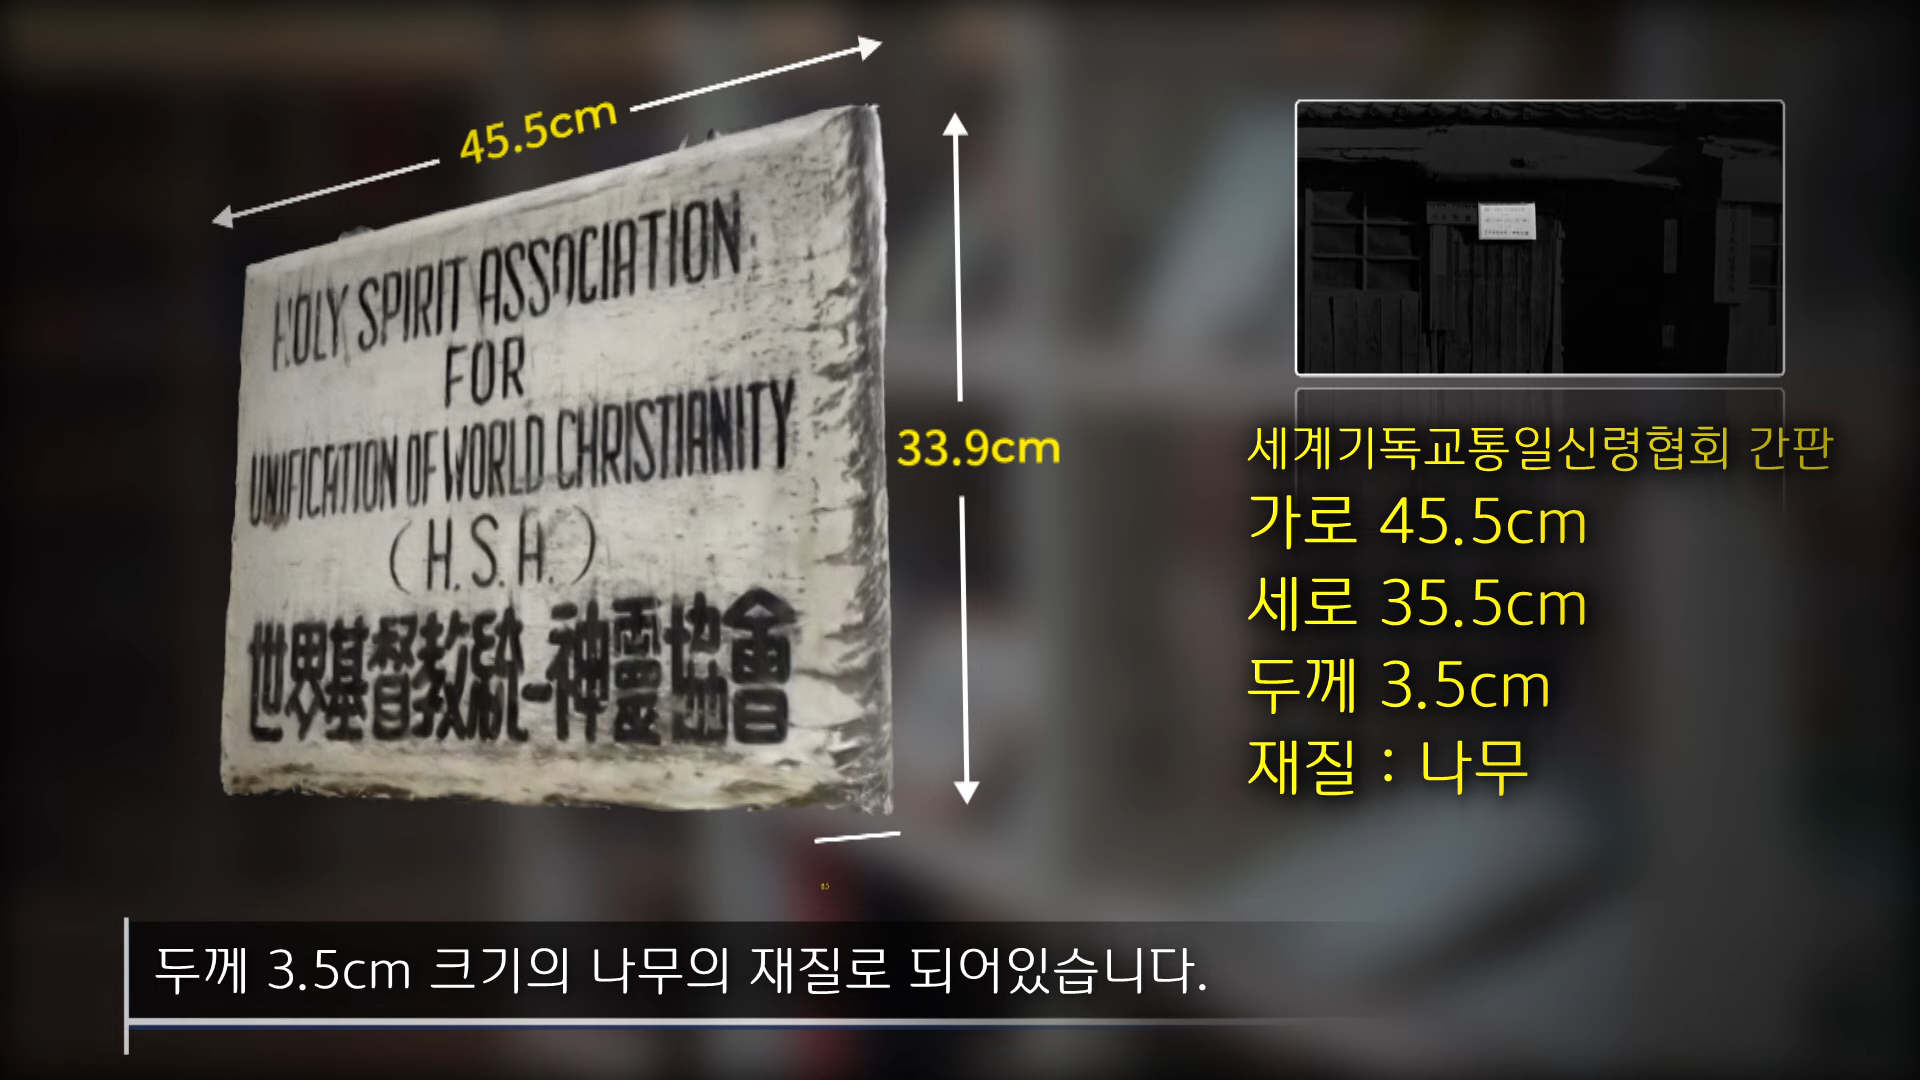 45.5cm
HOLY SPIRIT ASSOCIATION
FOR
UNIFICATION OF WORLD CHRISTIANITY
(H.S.A.)
世界基督教統一神靈協會
33.9cm
세계기독교통일신령협회 간판
가로 45.5cm
세로 35.5cm
두께 3.5cm
재질 : 나무
두께 3.5cm 크기의 나무의 재질로 되어있습니다.